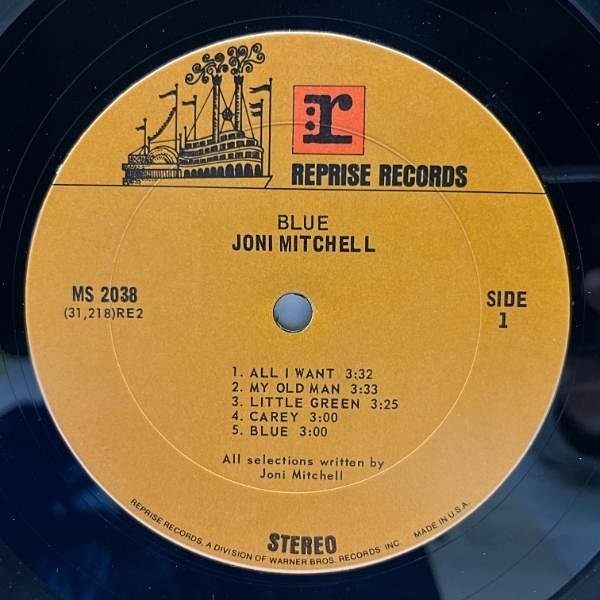 r
REPRISE RECORDS
BLUE
JONI MITCHELL
MS 2038
(31,218)RE2
SIDE
1
1. ALL I WANT 3:32
2. MY OLD MAN 3:33
3. LITTLE GREEN 3:25
4. CAREY 3:00
5. BLUE 3:00
All selections written by
Joni Mitchell
STEREO
REPRISE RECORDS, A DIVISION OF WARNER BROS. RECORDS INC. MADE IN U.S.A.